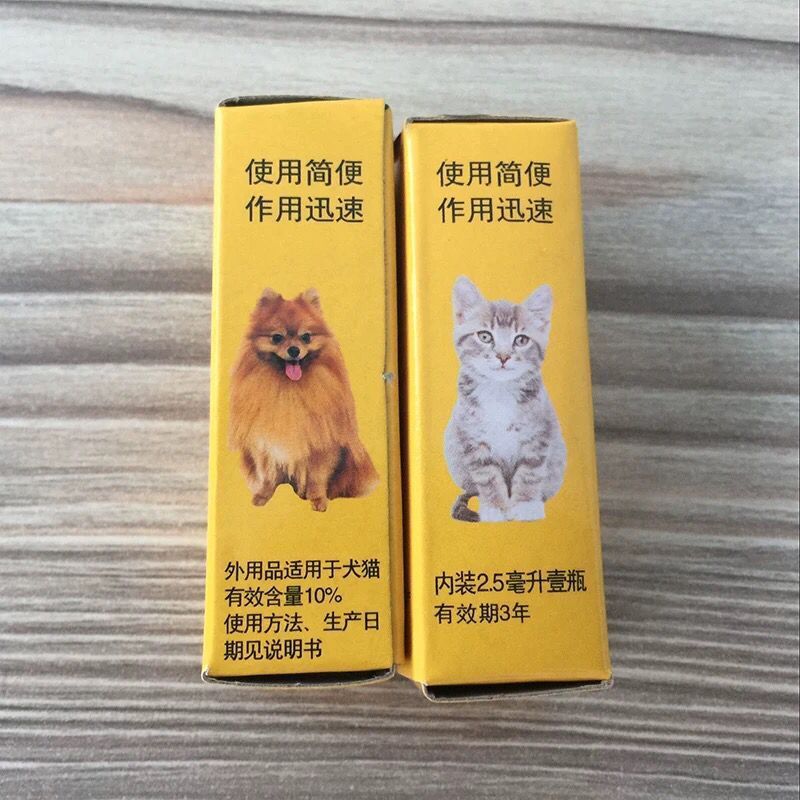 使用简便
作用迅速
外用品适用于犬猫
有效含量10%
使用方法、生产日
期见说明书
使用简便
作用迅速
内装2.5毫升壹瓶
有效期3年